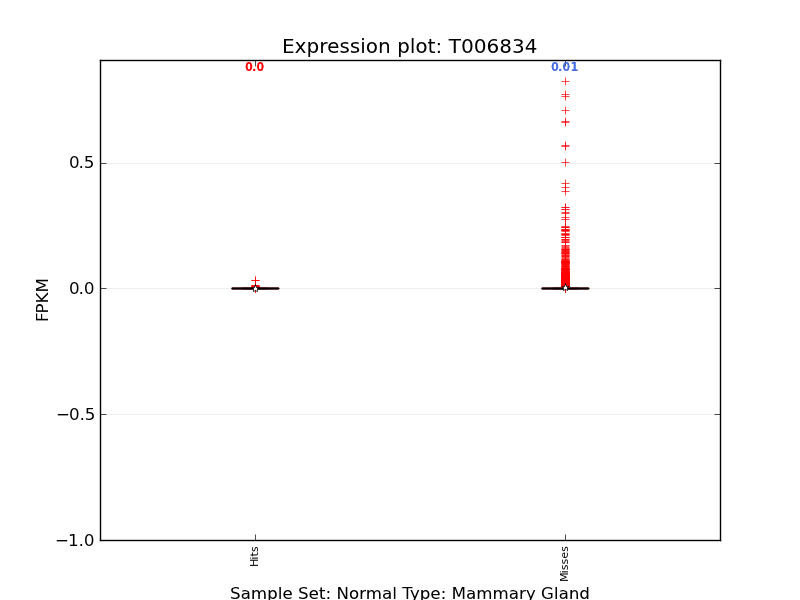 Expression plot: T006834
0.0
0.01
0.5
0.0
−0.5
−1.0
FPKM
Hits
Misses
Sample Set: Normal Type: Mammary Gland